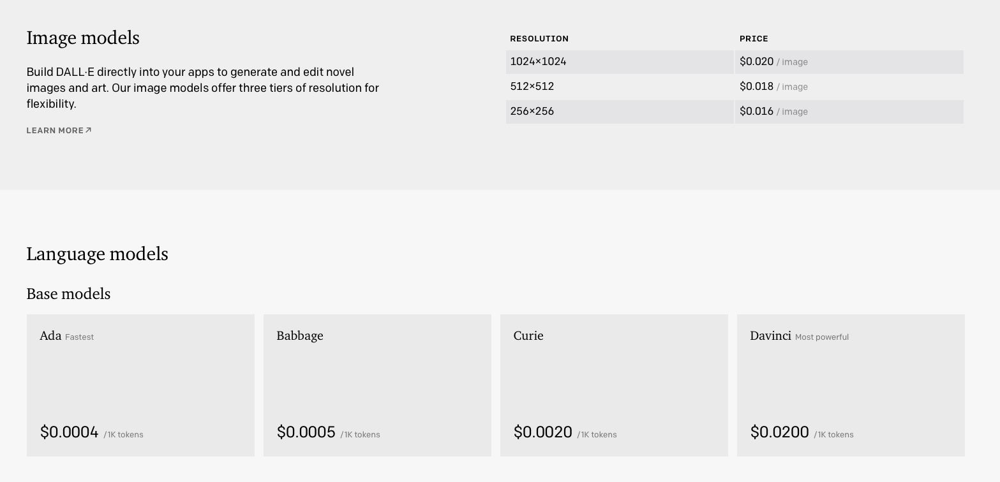 Image models
Build DALL·E directly into your apps to generate and edit novel
images and art. Our image models offer three tiers of resolution for
flexibility.
LEARN MORE↗
RESOLUTION PRICE
1024×1024 $0.020 / image
512×512 $0.018 / image
256×256 $0.016 / image
Language models
Base models
Ada Fastest
$0.0004 /1K tokens
Babbage
$0.0005 /1K tokens
Curie
$0.0020 /1K tokens
Davinci Most powerful
$0.0200 /1K tokens